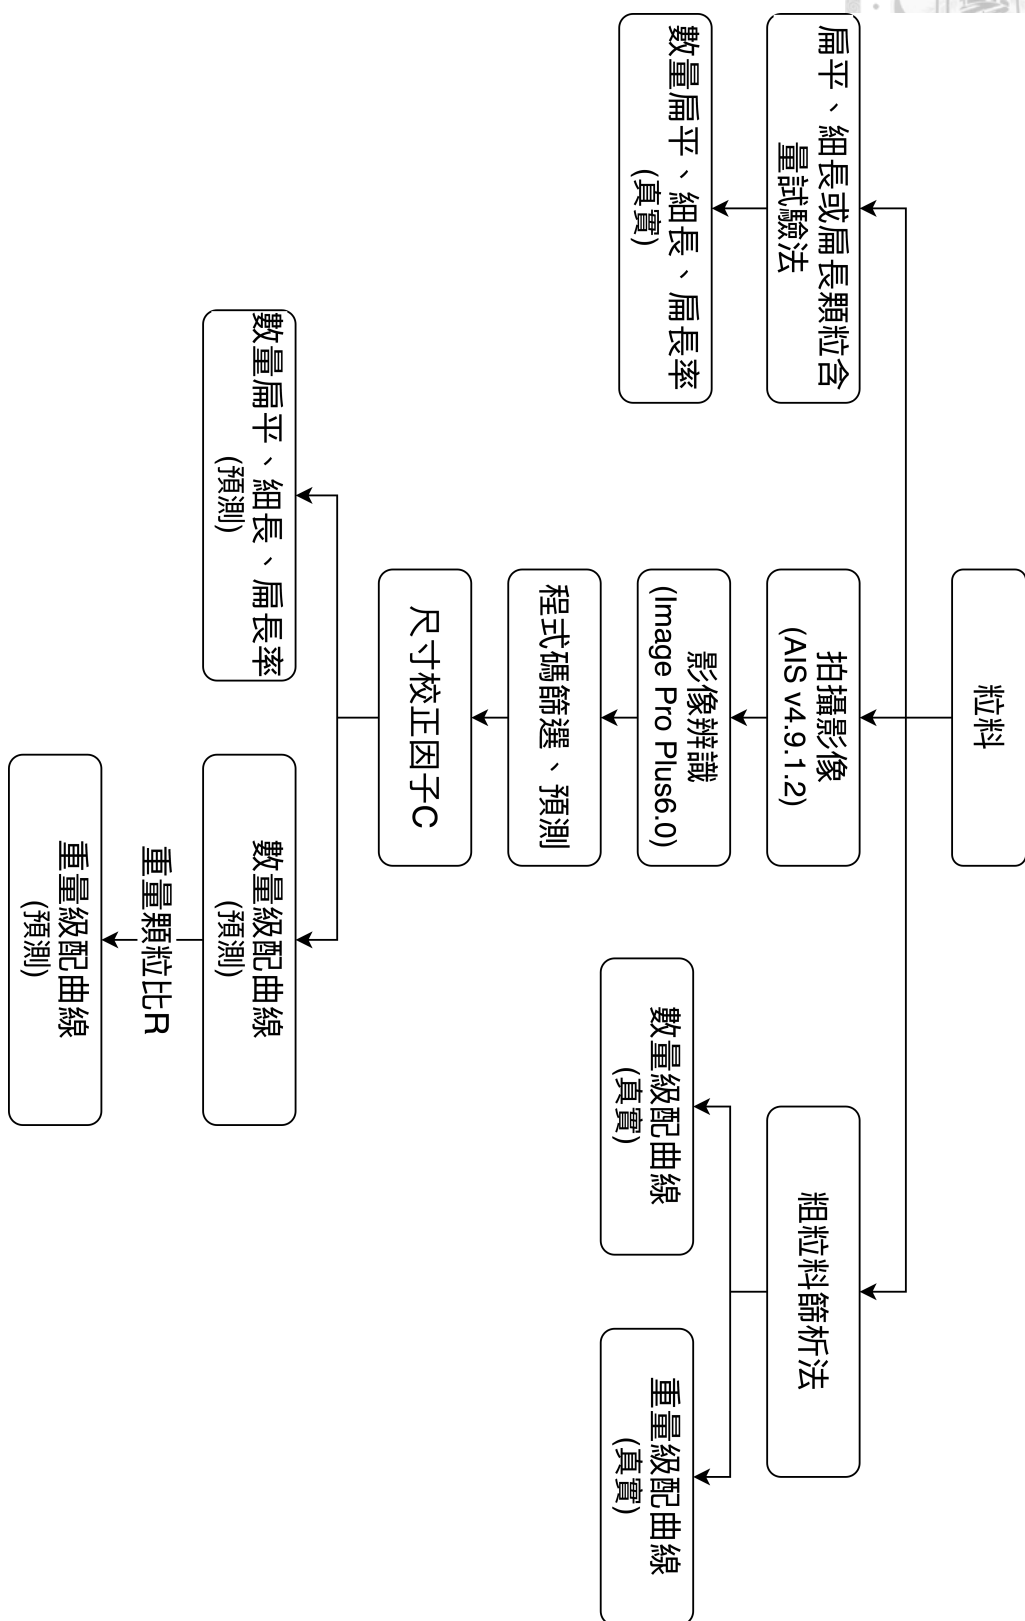 粒料
扁平、細長或扁長顆粒含
量試驗法
拍攝影像
(AIS v4.9.1.2)
粗粒料篩析法
數量扁平、細長、扁長率
(真實)
影像辨識
(Image Pro Plus6.0)
數量級配曲線
(真實)
重量級配曲線
(真實)
程式碼篩選、預測
尺寸校正因子C
數量扁平、細長、扁長率
(預測)
數量級配曲線
(預測)
重量顆粒比R
重量級配曲線
(預測)